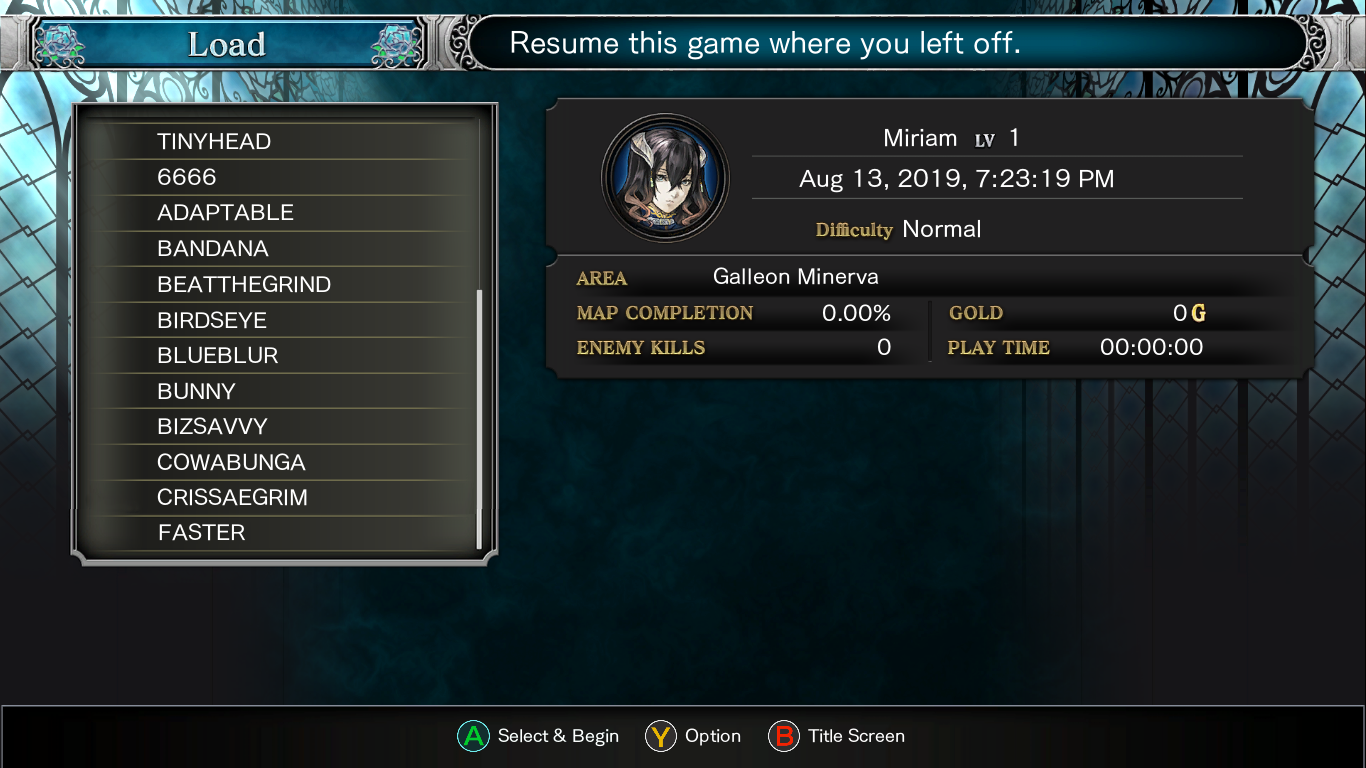 Load
Resume this game where you left off.
TINYHEAD
6666
ADAPTABLE
BANDANA
BEATTHEGRIND
BIRDSEYE
BLUEBLUR
BUNNY
BIZSAVVY
COWABUNGA
CRISSAEGRIM
FASTER
Miriam LV 1
Aug 13, 2019, 7:23:19 PM
Difficulty Normal
AREA Galleon Minerva
MAP COMPLETION 0.00% GOLD 0 G
ENEMY KILLS 0 PLAY TIME 00:00:00
A Select & Begin Y Option B Title Screen